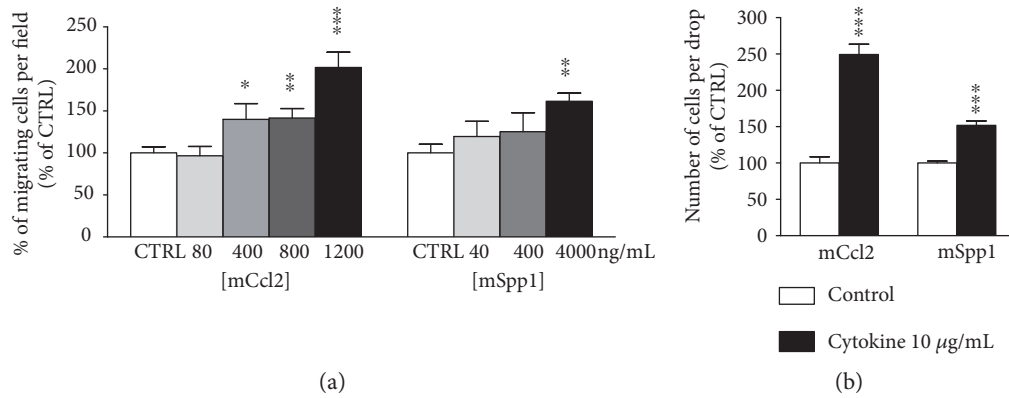 % of migrating cells per field
(% of CTRL)
250
200
150
100
50
0
*
**
***
**
CTRL 80 400 800 1200
[mCcl2]
CTRL 40 400 4000ng/mL
[mSpp1]
(a)
Number of cells per drop
(% of CTRL)
300
250
200
150
100
50
0
***
***
mCcl2 mSpp1
Control
Cytokine 10 μg/mL
(b)